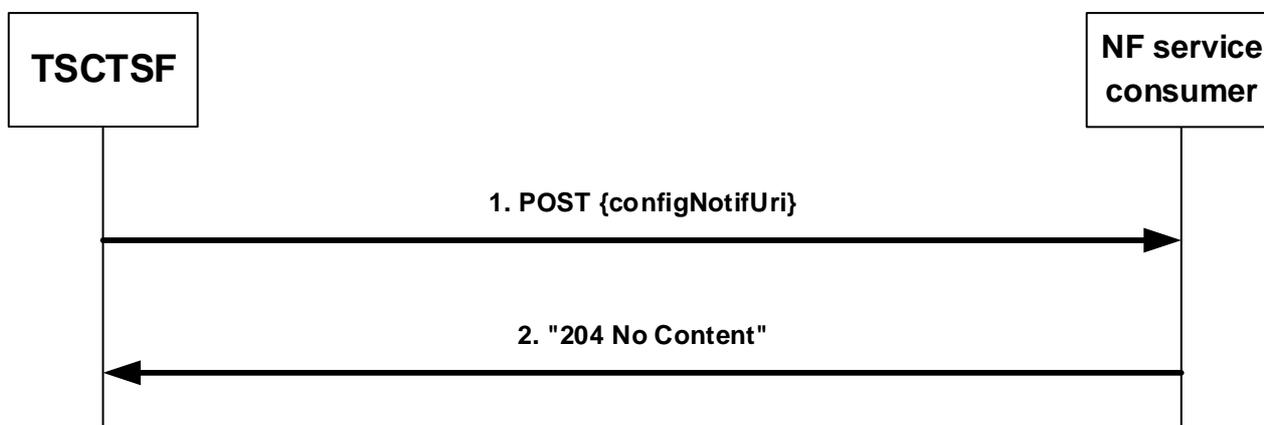 TSCTSF
NF service
consumer
1. POST {configNotifUri}
2. "204 No Content"